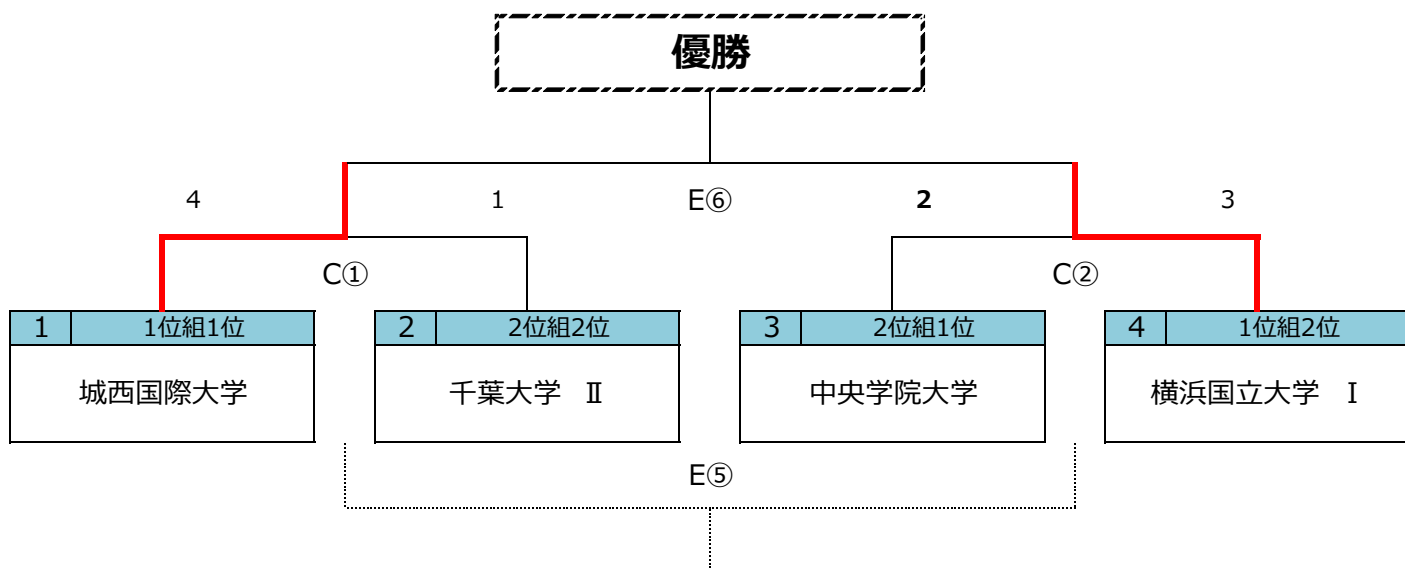 優勝
4 1 E⑥ 2 3
C① C②
1 1位組1位 2 2位組2位 3 2位組1位 4 1位組2位
城西国際大学 千葉大学 Ⅱ 中央学院大学 横浜国立大学 Ⅰ
E⑤